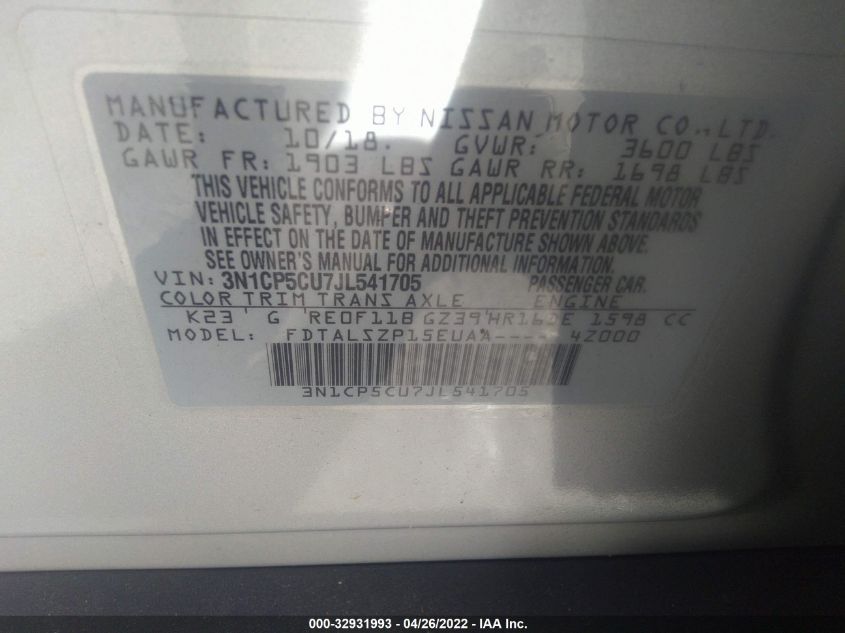 MANUFACTURED BY NISSAN MOTOR CO.,LTD.
DATE: 10/18. GVWR: 3600 LBS
GAWR FR: 1903 LBS GAWR RR: 1698 LBS
THIS VEHICLE CONFORMS TO ALL APPLICABLE FEDERAL MOTOR
VEHICLE SAFETY, BUMPER AND THEFT PREVENTION STANDARDS
IN EFFECT ON THE DATE OF MANUFACTURE SHOWN ABOVE.
SEE OWNER'S MANUAL FOR ADDITIONAL INFORMATION.
VIN: 3N1CP5CU7JL541705 PASSENGER CAR.
COLOR TRIM TRANS AXLE ENGINE
K23 G RE0F11B GZ39 HR16DE 1598 CC
MODEL: FDTALSZP15EUAA----- 4Z000
3N1CP5CU7JL541705
000-32931993 - 04/26/2022 - IAA Inc.